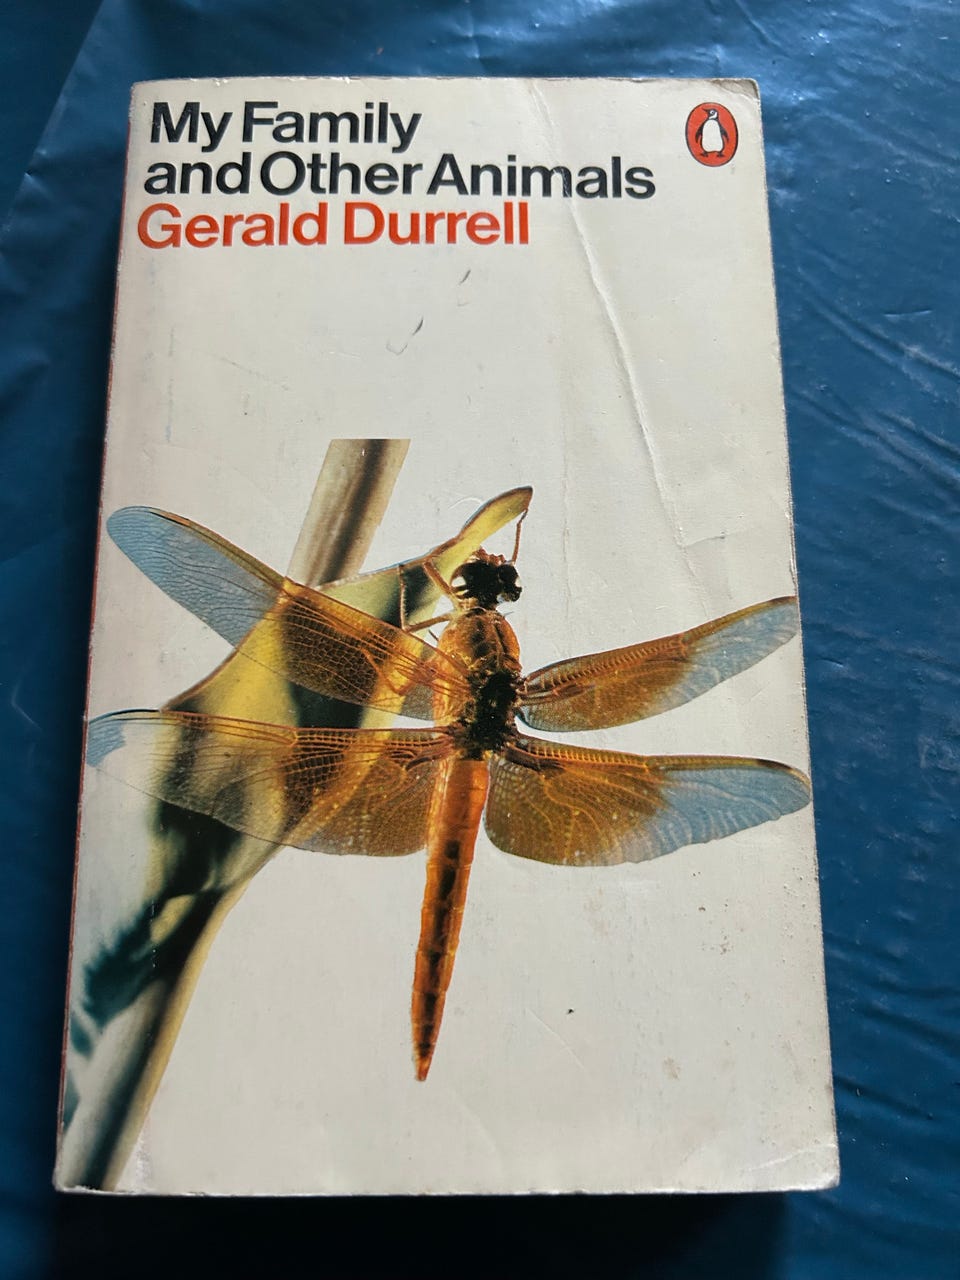 My Family
and Other Animals
Gerald Durrell